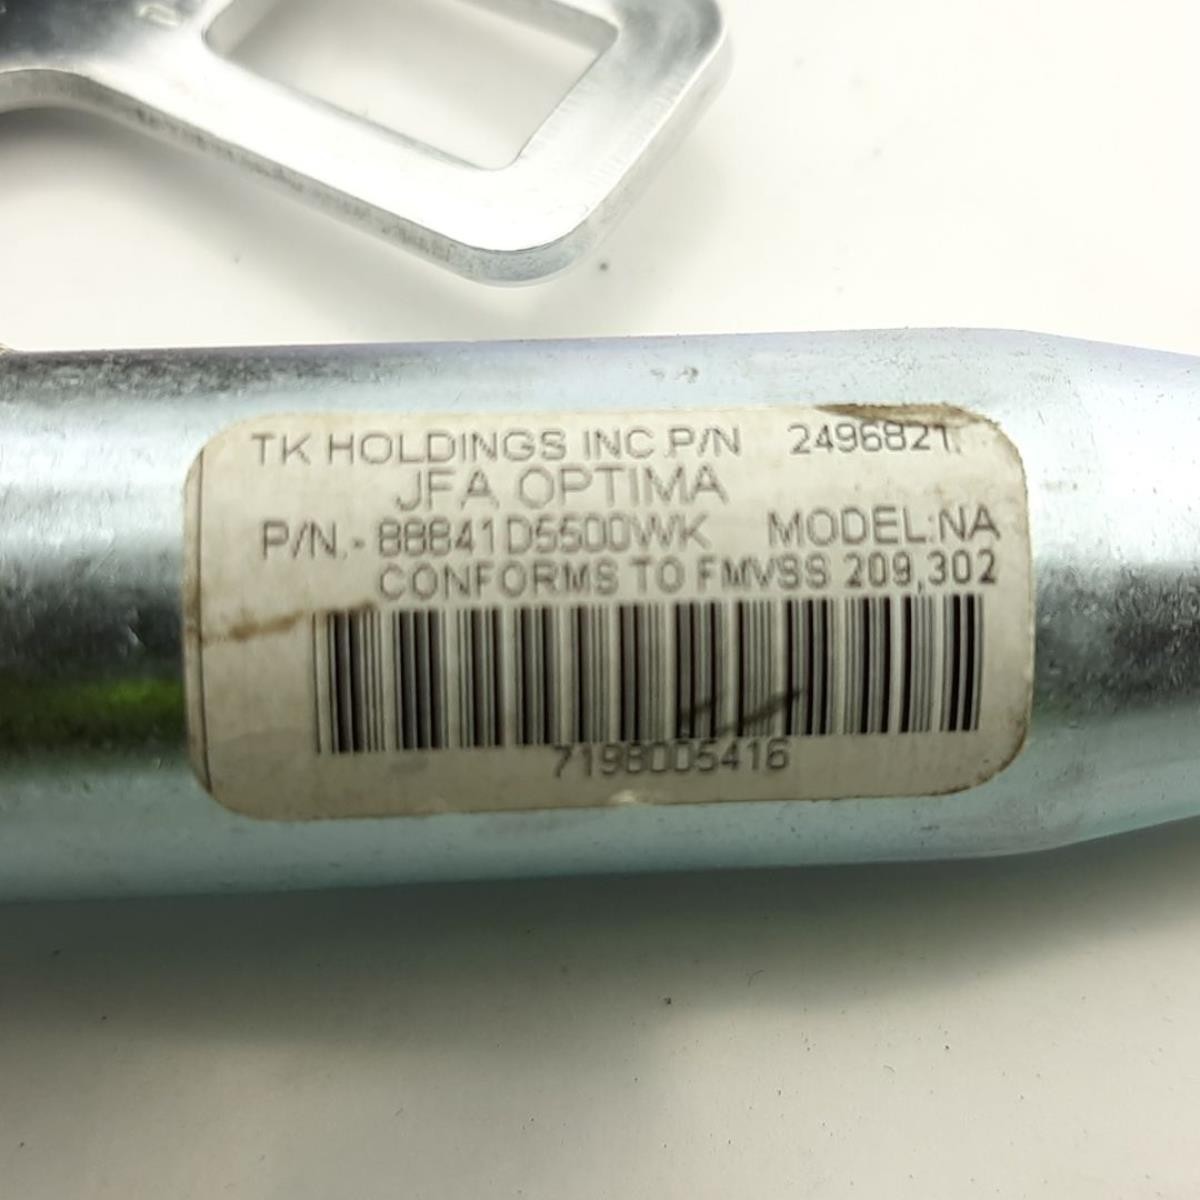 TK HOLDINGS INC.P/N 2496821.
JFA OPTIMA
P/N.- 88841D5500WK MODEL:NA
CONFORMS TO FMVSS 209,302
7198005416